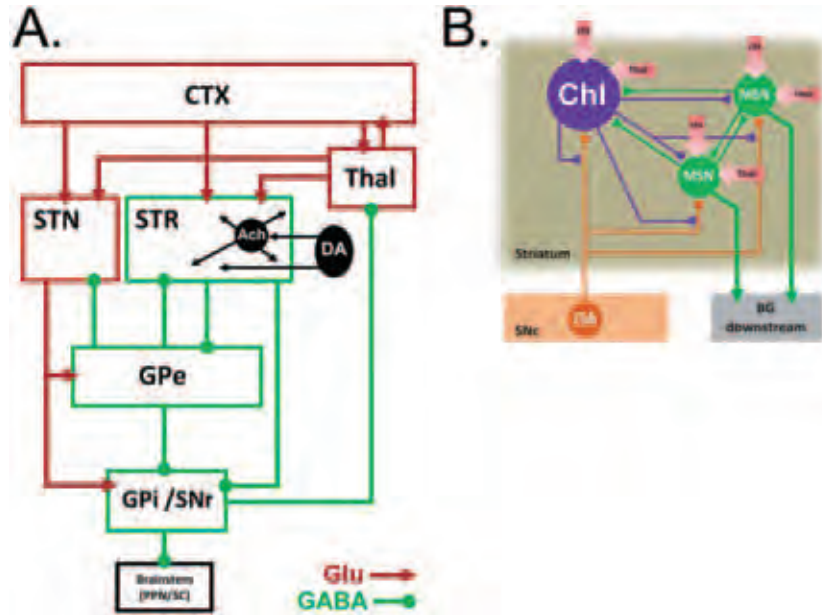 A.
CTX
Thal
STN
STR
Ach
DA
GPe
GPi /SNr
Brainstem
(PPN/SC)
Glu
GABA
B.
Thal
ChI
MSN
MSN
Thal
Striatum
SNc
BG
downstream